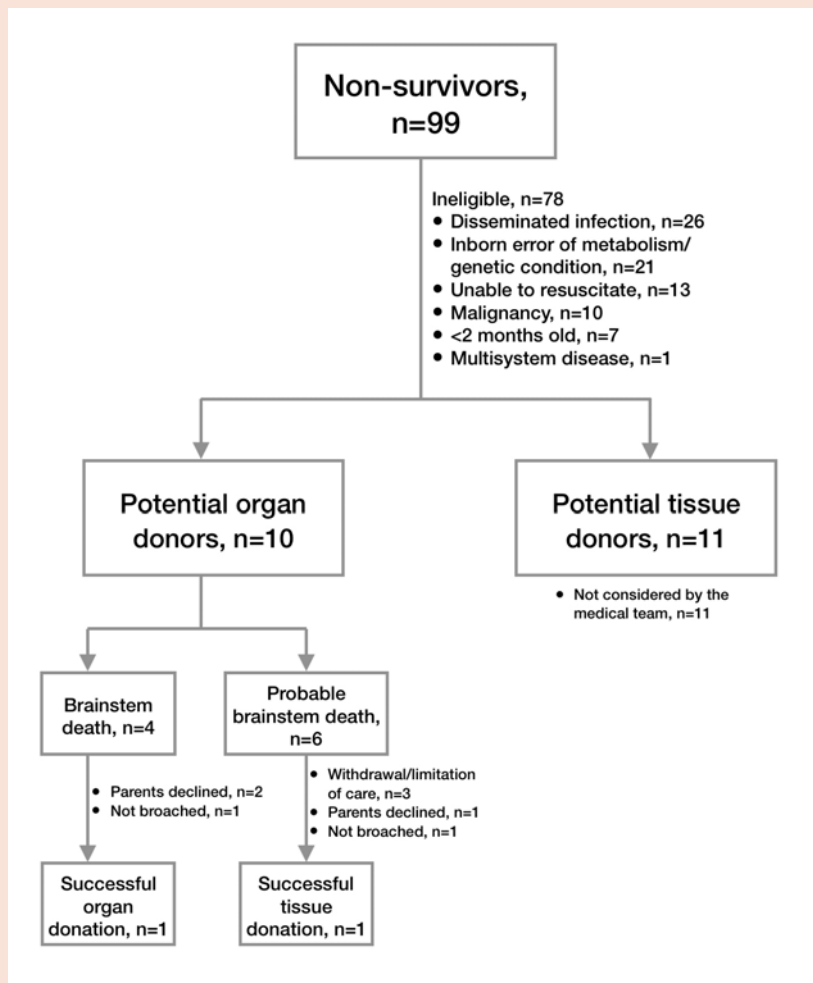 Non-survivors,
n=99
Ineligible, n=78
• Disseminated infection, n=26
• Inborn error of metabolism/
genetic condition, n=21
• Unable to resuscitate, n=13
• Malignancy, n=10
• <2 months old, n=7
• Multisystem disease, n=1
Potential organ
donors, n=10
Potential tissue
donors, n=11
• Not considered by the
medical team, n=11
Brainstem
death, n=4
Probable
brainstem death,
n=6
• Parents declined, n=2
• Not broached, n=1
• Withdrawal/limitation
of care, n=3
• Parents declined, n=1
• Not broached, n=1
Successful
organ
donation, n=1
Successful
tissue
donation, n=1